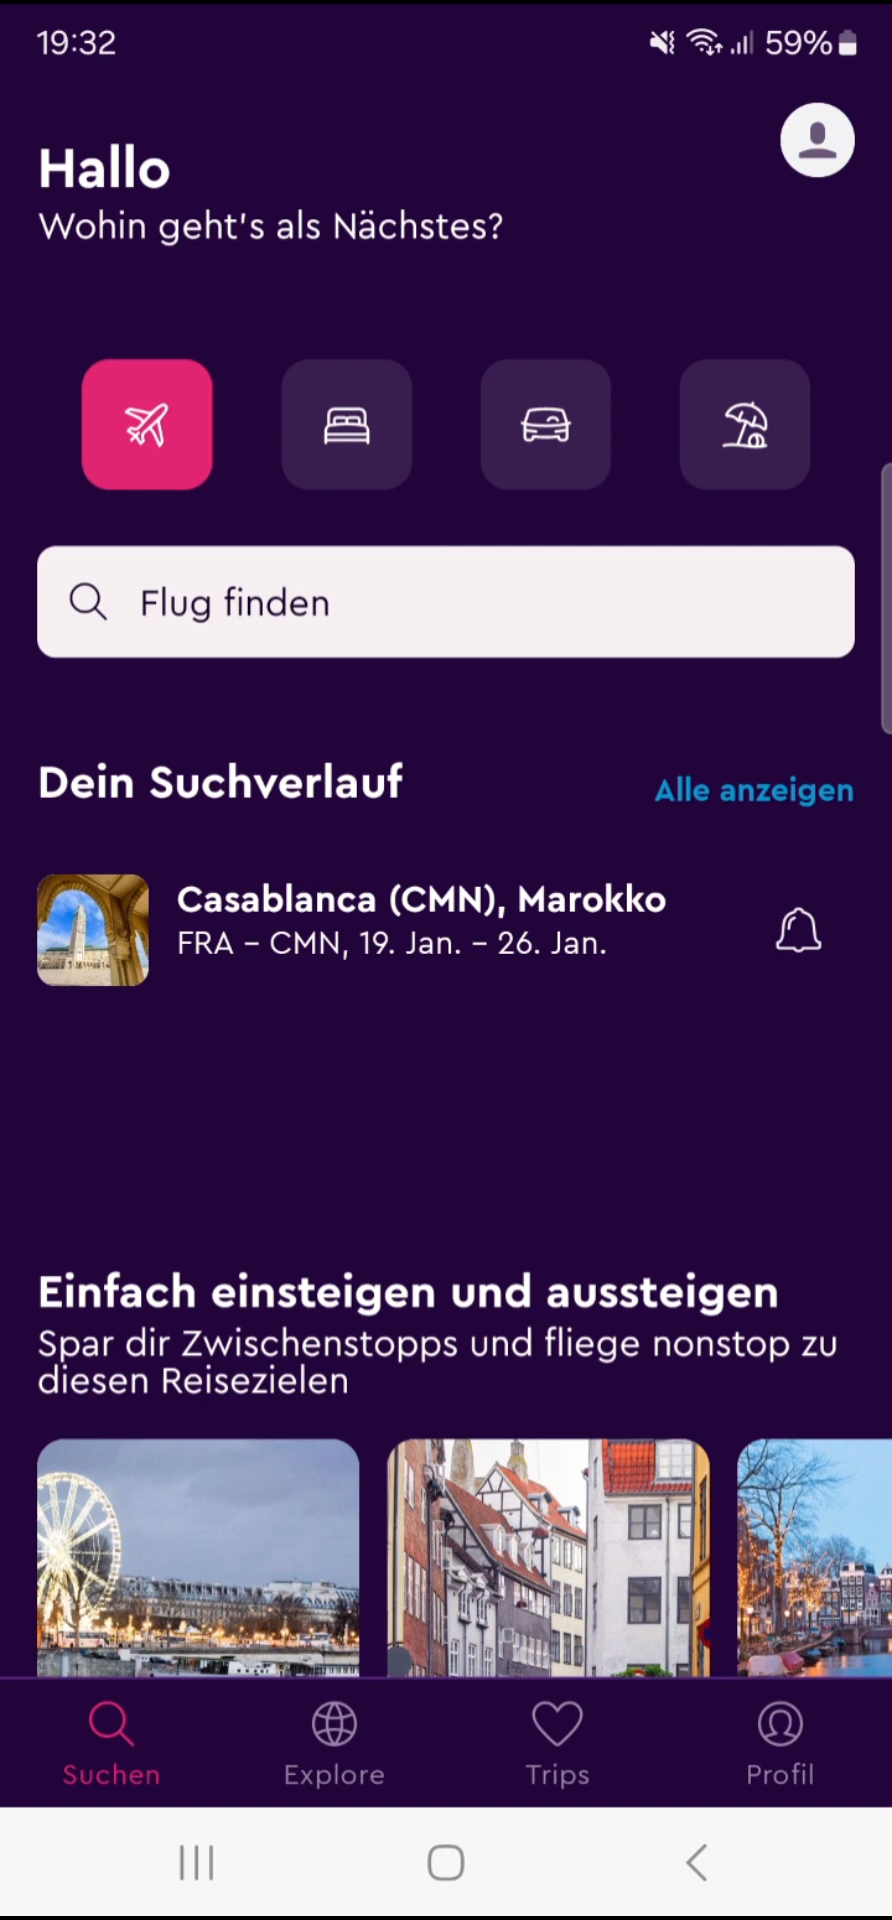 19:32
59%
Hallo
Wohin geht's als Nächstes?
Flug finden
Dein Suchverlauf
Alle anzeigen
Casablanca (CMN), Marokko
FRA – CMN, 19. Jan. – 26. Jan.
Einfach einsteigen und aussteigen
Spar dir Zwischenstopps und fliege nonstop zu
diesen Reisezielen
Suchen
Explore
Trips
Profil